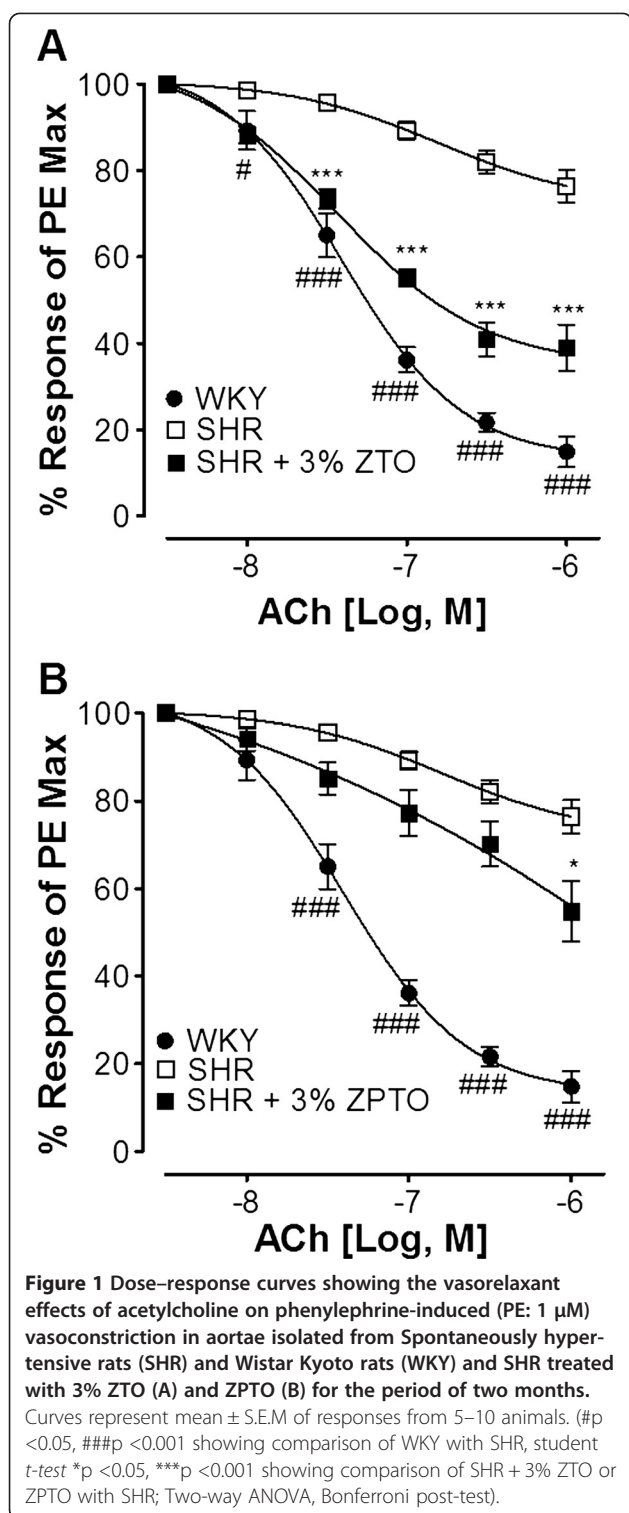 A
100
80
60
40
20
0
% Response of PE Max
#
***
###
***
###
***
###
***
###
WKY
SHR
SHR + 3% ZTO
-8
-7
-6
ACh [Log, M]
B
100
80
60
40
20
0
% Response of PE Max
###
###
###
*
###
WKY
SHR
SHR + 3% ZPTO
-8
-7
-6
ACh [Log, M]
Figure 1 Dose–response curves showing the vasorelaxant
effects of acetylcholine on phenylephrine-induced (PE: 1 μM)
vasoconstriction in aortae isolated from Spontaneously hyper-
tensive rats (SHR) and Wistar Kyoto rats (WKY) and SHR treated
with 3% ZTO (A) and ZPTO (B) for the period of two months.
Curves represent mean ± S.E.M of responses from 5–10 animals. (#p
<0.05, ###p <0.001 showing comparison of WKY with SHR, student
t-test *p <0.05, ***p <0.001 showing comparison of SHR + 3% ZTO or
ZPTO with SHR; Two-way ANOVA, Bonferroni post-test).